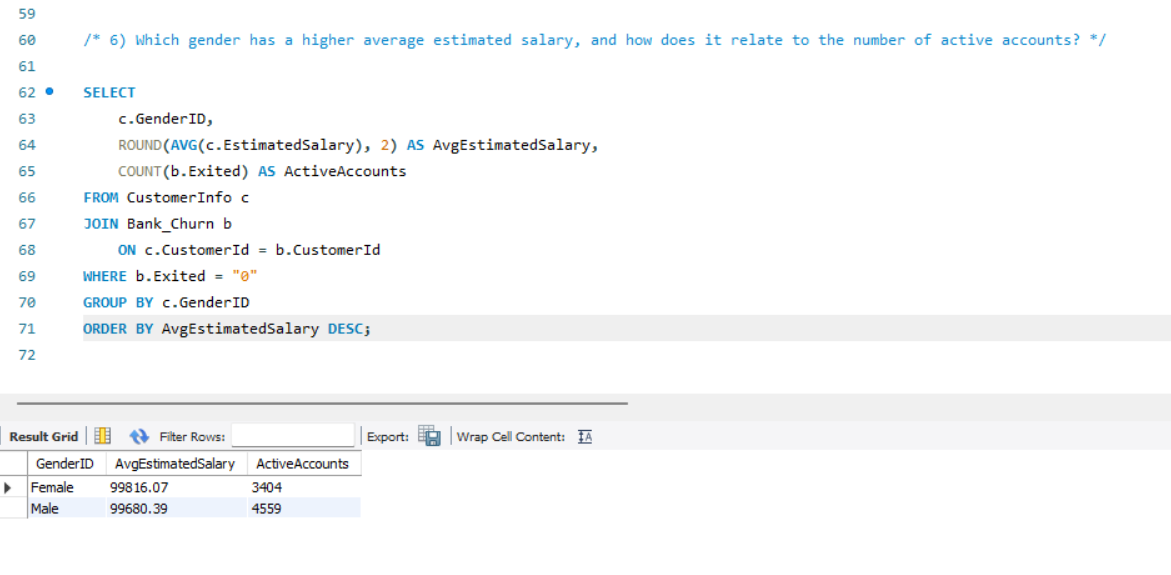 59
60 /* 6) Which gender has a higher average estimated salary, and how does it relate to the number of active accounts? */
61
62 SELECT
63 c.GenderID,
64 ROUND(AVG(c.EstimatedSalary), 2) AS AvgEstimatedSalary,
65 COUNT(b.Exited) AS ActiveAccounts
66 FROM CustomerInfo c
67 JOIN Bank_Churn b
68 ON c.CustomerId = b.CustomerId
69 WHERE b.Exited = "0"
70 GROUP BY c.GenderID
71 ORDER BY AvgEstimatedSalary DESC;
72
Result Grid Filter Rows: Export: Wrap Cell Content: IA
GenderID AvgEstimatedSalary ActiveAccounts
Female 99816.07 3404
Male 99680.39 4559